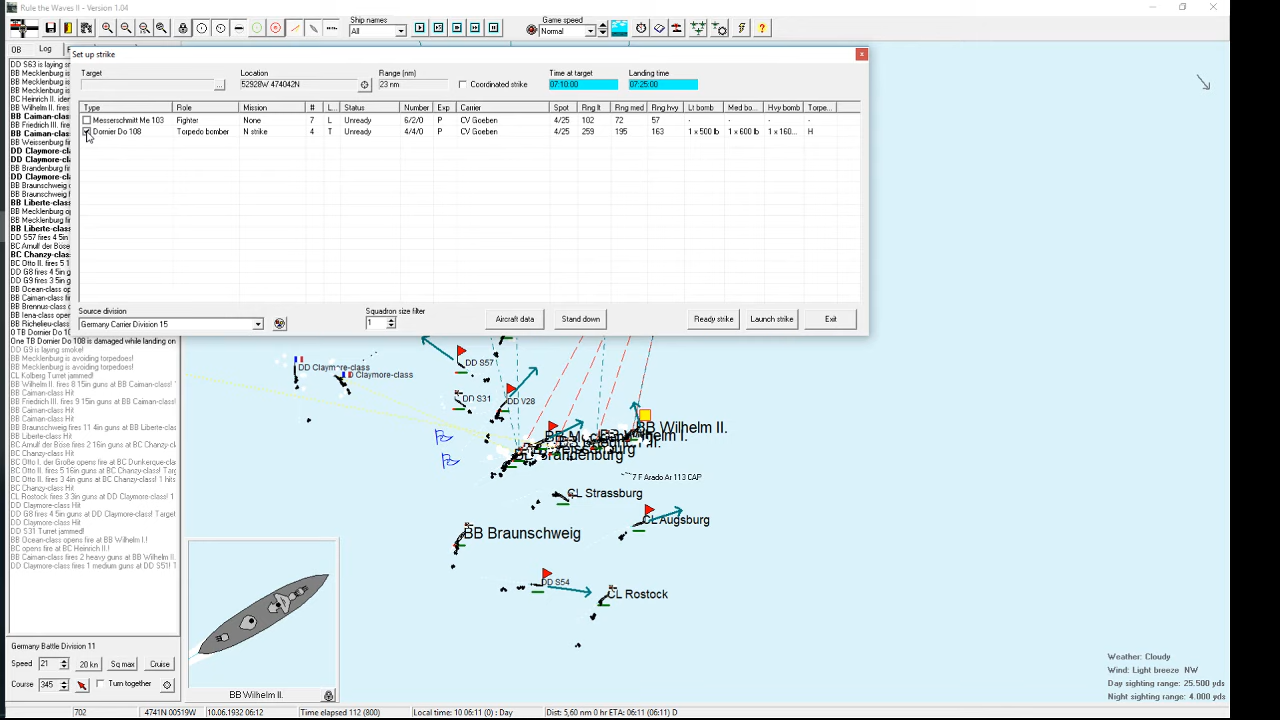 Rule the Waves II - Version 1.04
Ship names
All
Game speed
Normal
OB
Log
Set up strike
Target
Location
52928W 474042N
Range (nm)
23 nm
Coordinated strike
Time at target
07:10:00
Landing time
07:25:00
Type Role Mission # L... Status Number Exp Carrier Spot Rng lt Rng med Rng hvy Lt bomb Med bo... Hvy bomb Torpe...
Messerschmitt Me 103 Fighter None 7 L Unready 6/2/0 P CV Goeben 4/25 102 72 57 - - - -
Dornier Do 108 Torpedo bomber N strike 4 T Unready 4/4/0 P CV Goeben 4/25 259 195 163 1 x 500 lb 1 x 600 lb 1 x 160... H
Source division
Germany Carrier Division 15
Squadron size filter
1
Aircraft data
Stand down
Ready strike
Launch strike
Exit
DD S63 is laying smoke!
BB Mecklenburg
BB Mecklenburg
BB Mecklenburg
BC Heinrich II. iden
BB Wilhelm II. fires
BB Caiman-class
BB Friedrich III. fire
BB Caiman-class
BB Weissenburg
DD Claymore-cla
DD Claymore-cla
BB Brandenburg fir
DD Claymore-cla
BB Braunschweig
BB Braunschweig
BB Liberte-class
BB Mecklenburg op
BB Mecklenburg fir
BB Liberte-class
DD S57 fires 4 5in
BC Arnulf der Böse
BC Chanzy-class
BC Otto II. fires 5 1
DD G8 fires 4 5in g
DD G9 fires 3 5in g
BB Ocean-class op
BB Caiman-class fi
BB Brennus-class
BB Iena-class oper
BB Richelieu-class
0 TB Dornier Do 108
One TB Dornier Do 108 is damaged while landing on
DD G9 is laying smoke!
BB Mecklenburg is avoiding torpedoes!
BB Mecklenburg is avoiding torpedoes!
CL Kolberg Turret jammed!
BB Wilhelm II. fires 8 15in guns at BB Caiman-class!
BB Caiman-class Hit
BB Friedrich III. fires 9 15in guns at BB Caiman-class
BB Caiman-class Hit
BB Caiman-class Hit
BB Braunschweig fires 11 4in guns at BB Liberte-cla
BB Liberte-class Hit
BC Arnulf der Böse fires 2 16in guns at BC Chanzy-cl
BC Chanzy-class Hit
BC Otto I. der Große opens fire at BC Dunkerque-clas
BC Otto II. fires 5 16in guns at BC Chanzy-class! Targe
BC Otto II. fires 3 4in guns at BC Chanzy-class! 1 hits
BC Chanzy-class Hit
CL Rostock fires 3 3in guns at DD Claymore-class! 1
DD Claymore-class Hit
DD G8 fires 4 5in guns at DD Claymore-class! Target
DD Claymore-class Hit
DD S31 Turret jammed!
BB Ocean-class opens fire at BB Wilhelm I.!
BC opens fire at BC Heinrich II.!
BB Caiman-class fires 2 heavy guns at BB Wilhelm II.
DD Claymore-class fires 1 medium guns at DD S51! T
DD Claymore-class
DD Claymore-class
DD S57
DD S31
DD V28
BB Wilhelm II.
7 F Arado Ar 113 CAP
CL Strassburg
CL Augsburg
BB Braunschweig
DD S54
CL Rostock
Germany Battle Division 11
Speed 21 20 kn Sq max Cruise
Course 345 Turn together
BB Wilhelm II.
Weather: Cloudy
Wind: Light breeze NW
Day sighting range: 25.500 yds
Night sighting range: 4.000 yds
702
4741N 00519W
10.06.1932 06:12
Time elapsed 112 (800)
Local time: 10 06:11 (0) : Day
Dist: 5,60 nm 0 hr ETA: 06:11 (06:11) D